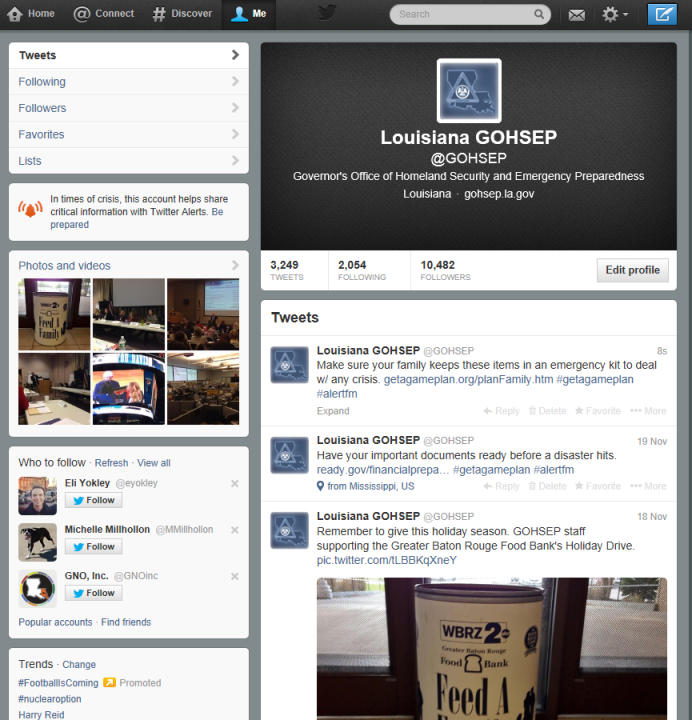 Home
Connect
Discover
Me
Search
Tweets
Following
Followers
Favorites
Lists
In times of crisis, this account helps share
critical information with Twitter Alerts. Be
prepared
Photos and videos
WBRZ 2
Feed A
Family
Who to follow · Refresh · View all
Eli Yokley @eyokley
Follow
Michelle Millhollon @MMillhollon
Follow
GNO, Inc. @GNOinc
Follow
Popular accounts · Find friends
Trends · Change
#FootballIsComing Promoted
#nuclearoption
Harry Reid
Louisiana GOHSEP
@GOHSEP
Governor's Office of Homeland Security and Emergency Preparedness
Louisiana · gohsep.la.gov
3,249 2,054 10,482
TWEETS FOLLOWING FOLLOWERS
Edit profile
Tweets
Louisiana GOHSEP @GOHSEP 8s
Make sure your family keeps these items in an emergency kit to deal
w/ any crisis. getagameplan.org/planFamily.htm #getagameplan
#alertfm
Expand Reply Delete Favorite More
Louisiana GOHSEP @GOHSEP 19 Nov
Have your important documents ready before a disaster hits.
ready.gov/financialprepa... #getagameplan #alertfm
from Mississippi, US Reply Delete Favorite More
Louisiana GOHSEP @GOHSEP 18 Nov
Remember to give this holiday season. GOHSEP staff
supporting the Greater Baton Rouge Food Bank's Holiday Drive.
pic.twitter.com/tLBBKqXneY
WBRZ 2
Greater Baton Rouge
Food Bank
Feed A